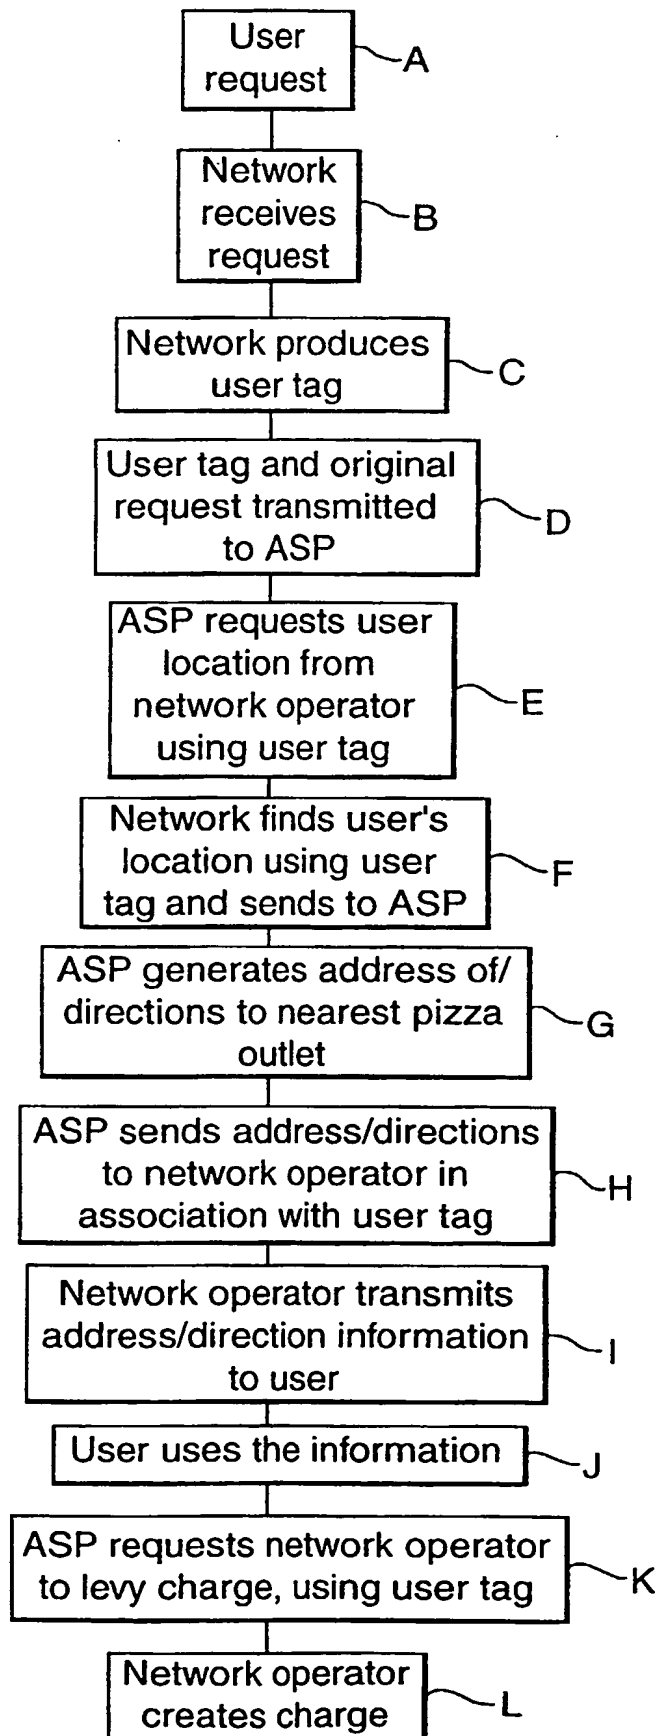 User
request
A
Network
receives
request
B
Network produces
user tag
C
User tag and original
request transmitted
to ASP
D
ASP requests user
location from
network operator
using user tag
E
Network finds user's
location using user
tag and sends to ASP
F
ASP generates address of/
directions to nearest pizza
outlet
G
ASP sends address/directions
to network operator in
association with user tag
H
Network operator transmits
address/direction information
to user
I
User uses the information
J
ASP requests network operator
to levy charge, using user tag
K
Network operator
creates charge
L